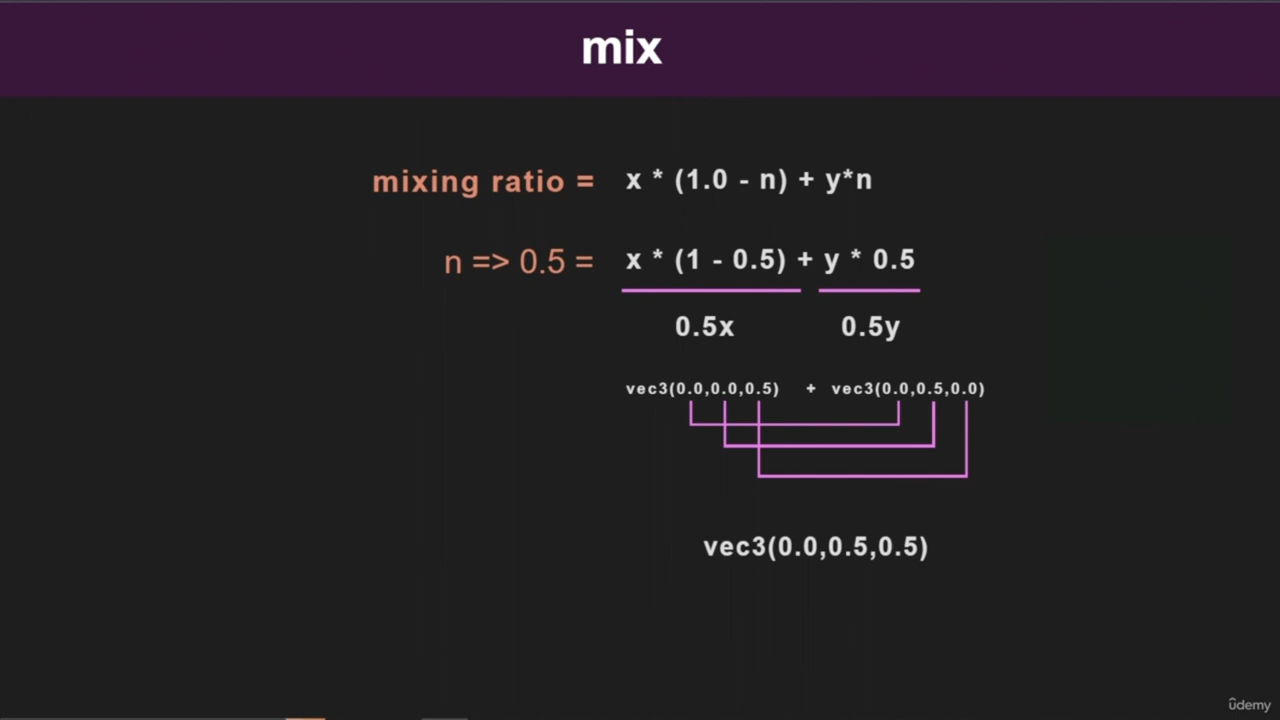 mix
mixing ratio = x * (1.0 - n) + y*n
n => 0.5 = x * (1 - 0.5) + y * 0.5
0.5x 0.5y
vec3(0.0,0.0,0.5) + vec3(0.0,0.5,0.0)
vec3(0.0,0.5,0.5)
ûdemy